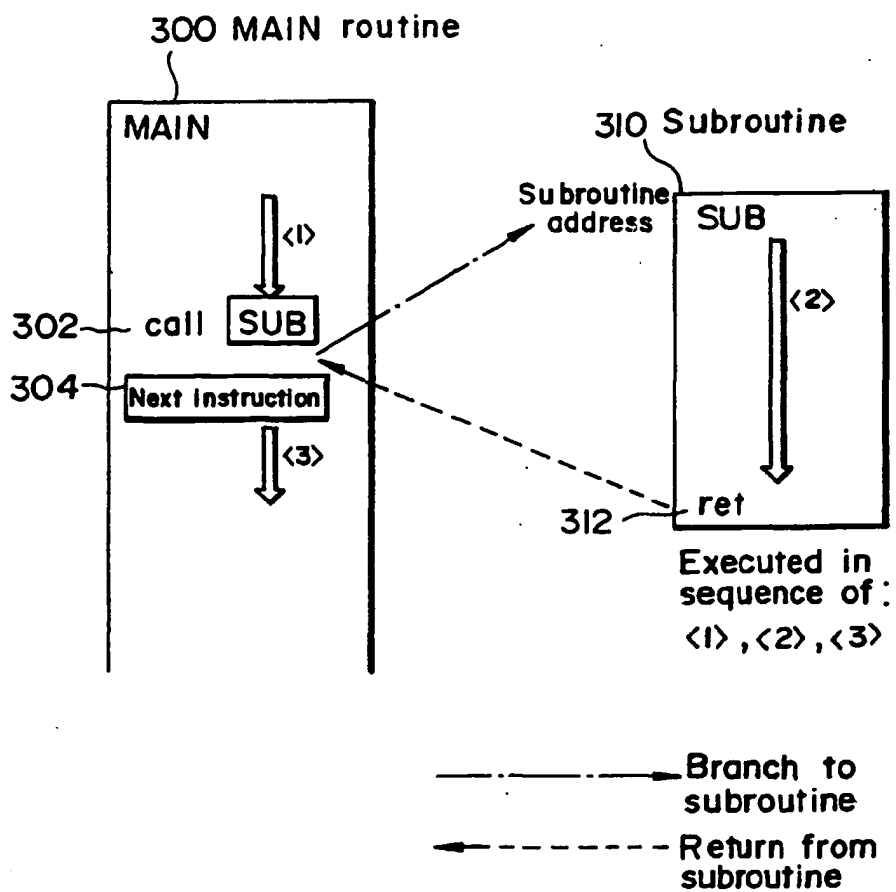 300 MAIN routine
MAIN
310 Subroutine
Subroutine
address
SUB
<1>
<2>
302 call SUB
304
Next instruction
<3>
ret
312
Executed in
sequence of :
<1>, <2>, <3>
Branch to
subroutine
Return from
subroutine